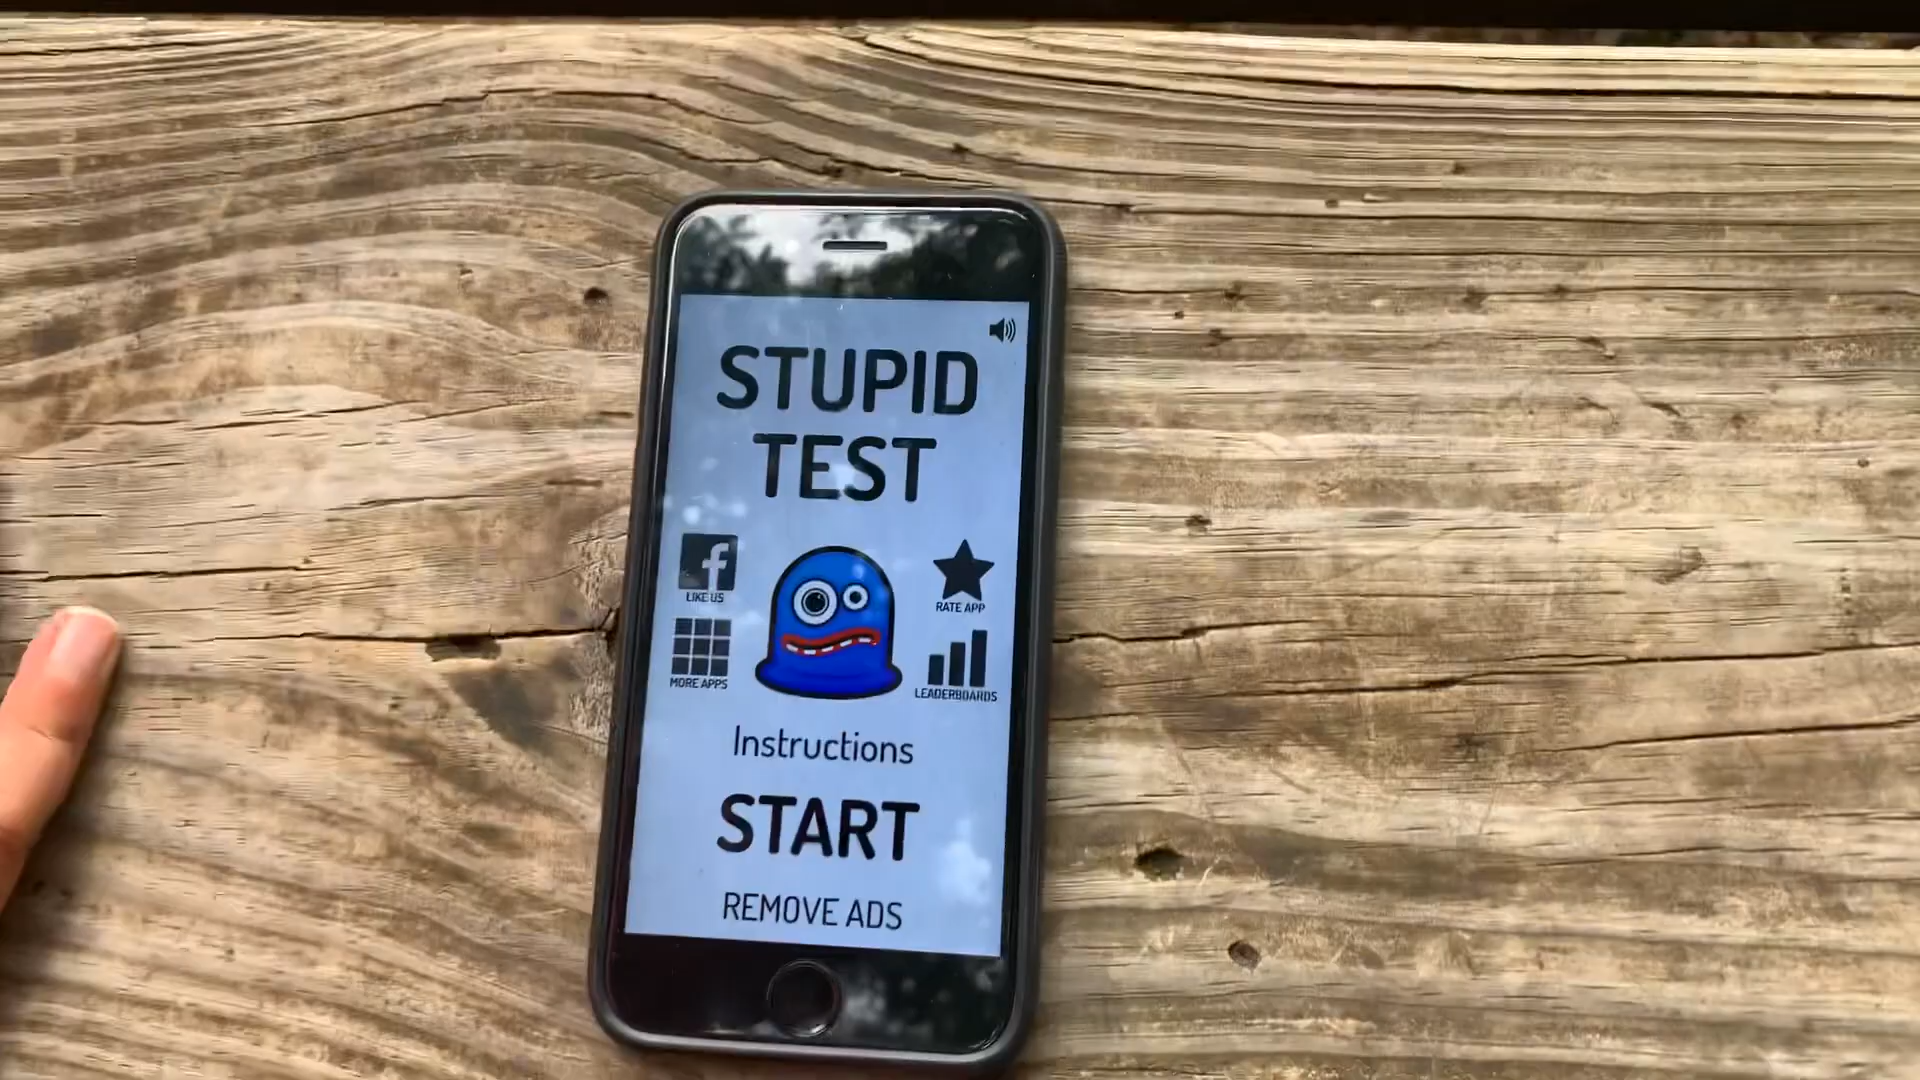 STUPID
TEST
f
LIKE US
RATE APP
MORE APPS
LEADERBOARDS
Instructions
START
REMOVE ADS